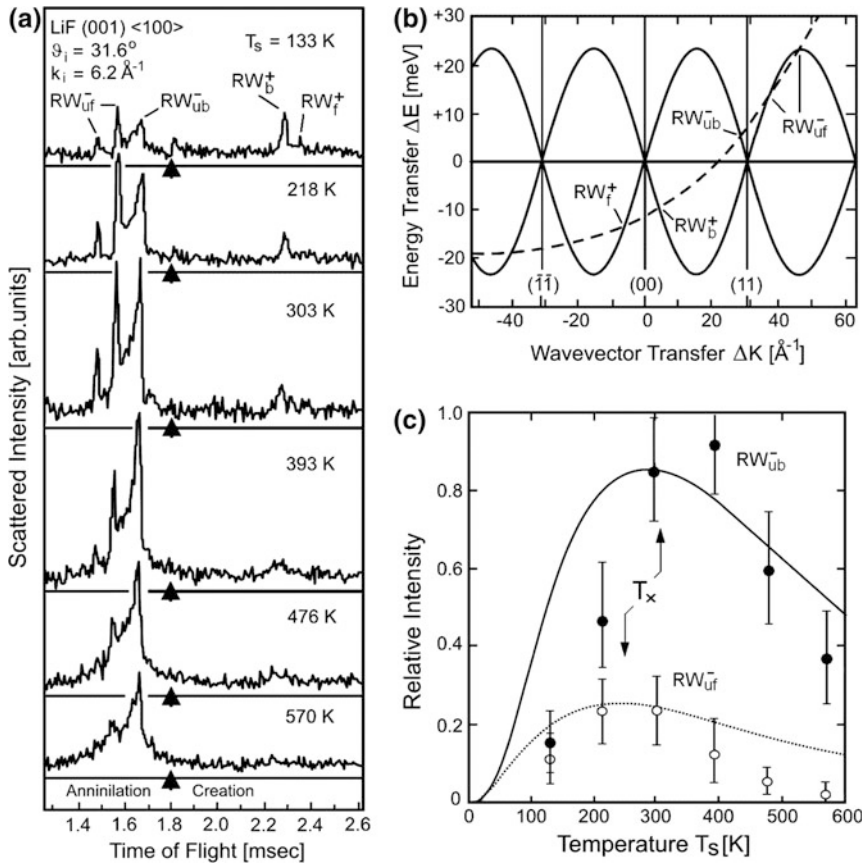 (a)
LiF (001) <100>
ϑi = 31.6°
ki = 6.2 Å-1
Ts = 133 K
RW-uf
RW-ub
RW+b
RW+f
218 K
303 K
393 K
476 K
570 K
Anninilation
Creation
1.4 1.6 1.8 2.0 2.2 2.4 2.6
Time of Flight [msec]
Scattered Intensity [arb.units]
(b)
+30
+20
+10
0
-10
-20
-30
Energy Transfer ΔE [meV]
RW-ub
RW-uf
RW+f
RW+b
(1̄1̄) (00) (11)
-40 -20 0 20 40 60
Wavevector Transfer ΔK [Å-1]
(c)
1.0
0.8
0.6
0.4
0.2
0
Relative Intensity
RW-ub
T×
RW-uf
0 100 200 300 400 500 600
Temperature Ts[K]